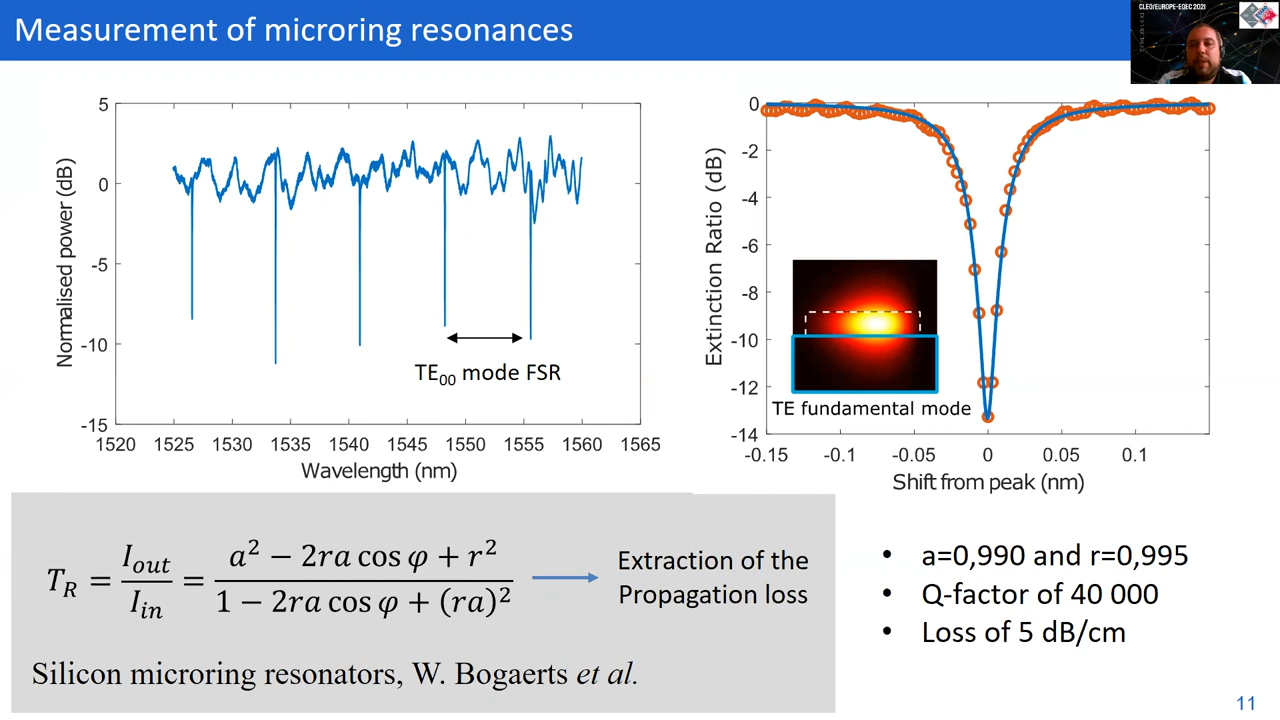 Measurement of microring resonances
CLEO/EUROPE-EQEC 2021
5
0
-5
-10
-15
Normalised power (dB)
TE00 mode FSR
1520 1525 1530 1535 1540 1545 1550 1555 1560 1565
Wavelength (nm)
0
-2
-4
-6
-8
-10
-12
-14
Extinction Ratio (dB)
TE fundamental mode
-0.15 -0.1 -0.05 0 0.05 0.1
Shift from peak (nm)
T_R = I_out/I_in = (a² − 2ra cos φ + r²)/(1 − 2ra cos φ + (ra)²)
Extraction of the
Propagation loss
Silicon microring resonators, W. Bogaerts et al.
• a=0,990 and r=0,995
• Q-factor of 40 000
• Loss of 5 dB/cm
11